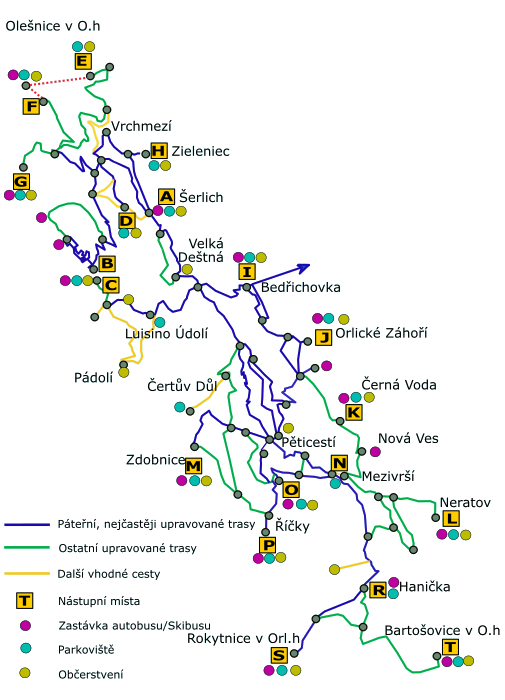 Olešnice v O.h
E
F
Vrchmezí
H Zieleniec
G
A Šerlich
D
Velká
Deštná
B
I
C
Bedřichovka
Luisino Údolí
J Orlické Záhoří
Pádolí
Čertův Důl
Černá Voda
K
Pěticestí
Nová Ves
Zdobnice
M
N
Mezivrší
O
Neratov
L
Říčky
P
Páteřní, nejčastěji upravované trasy
Ostatní upravované trasy
Další vhodné cesty
T Nástupní místa
Zastávka autobusu/Skibusu
Parkoviště
Občerstvení
R Hanička
Rokytnice v Orl.h
S
Bartošovice v O.h
T